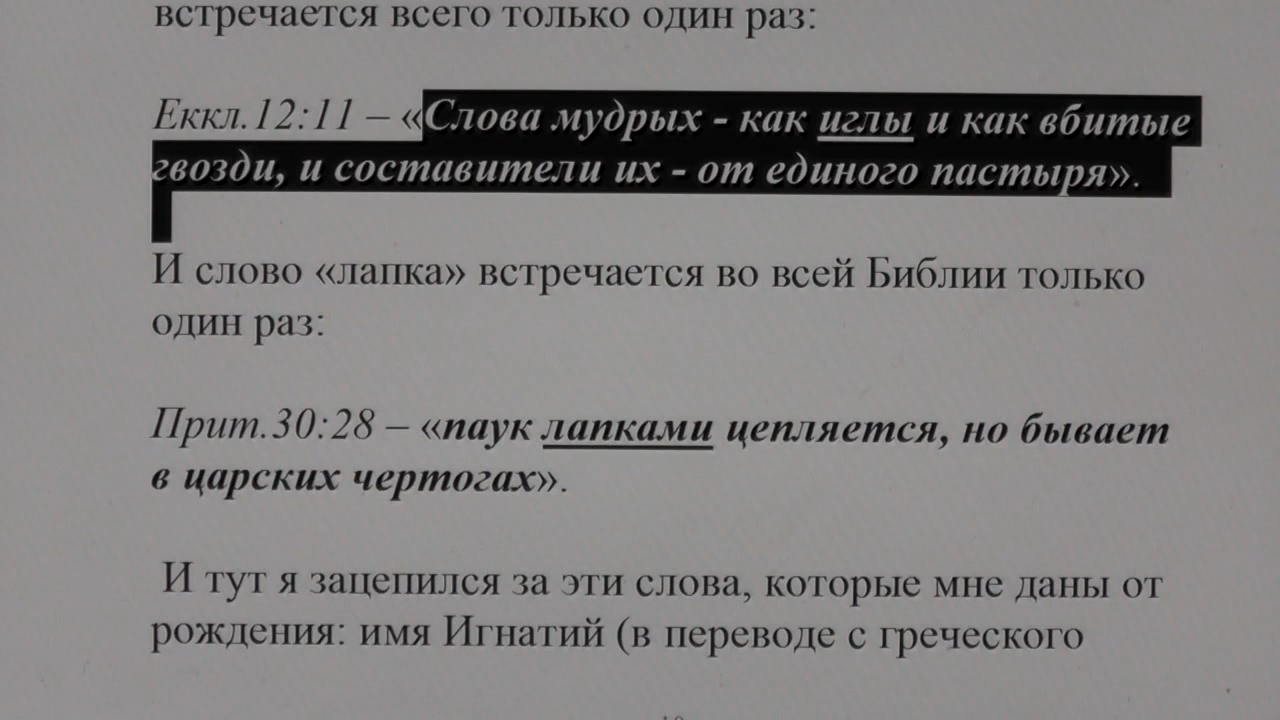 встречается всего только один раз:
Еккл.12:11 – «Слова мудрых - как иглы и как вбитые
гвозди, и составители их - от единого пастыря».
И слово «лапка» встречается во всей Библии только
один раз:
Прит.30:28 – «паук лапками цепляется, но бывает
в царских чертогах».
И тут я зацепился за эти слова, которые мне даны от
рождения: имя Игнатий (в переводе с греческого